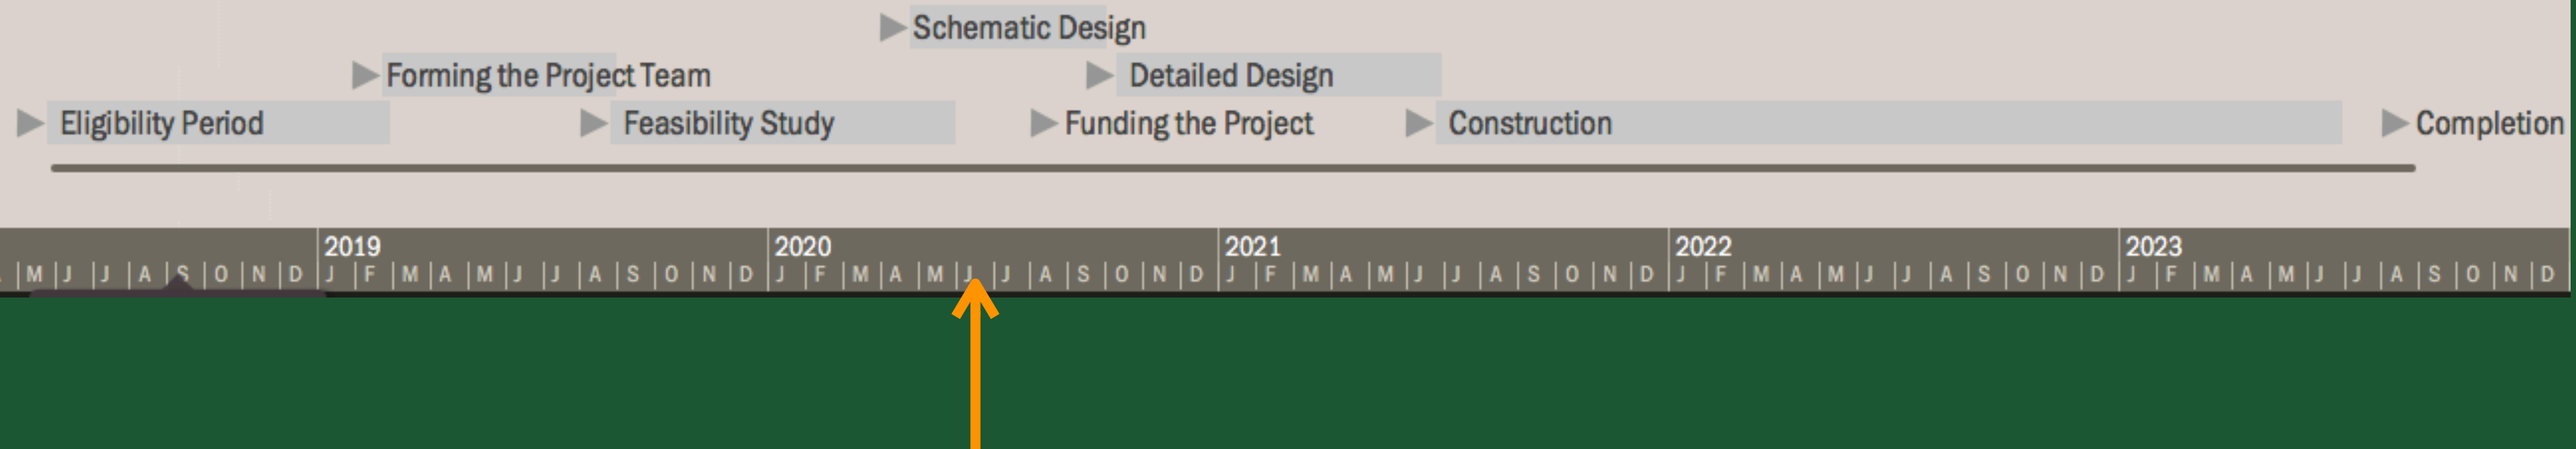 Schematic Design
Forming the Project Team Detailed Design
Eligibility Period Feasibility Study Funding the Project Construction Completion
2019 2020 2021 2022 2023
M J J A S O N D J F M A M J J A S O N D J F M A M J J A S O N D J F M A M J J A S O N D J F M A M J J A S O N D J F M A M J J A S O N D